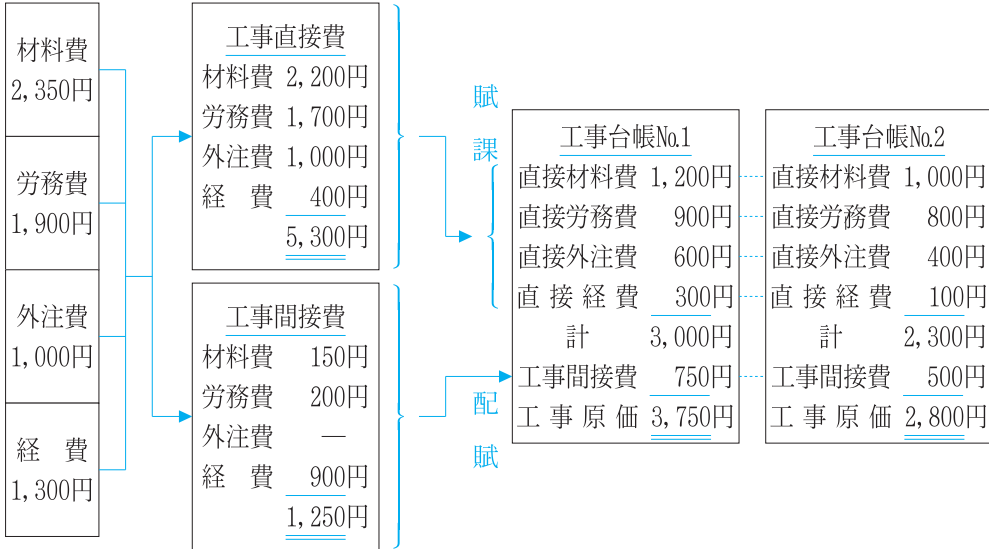 材料費
2,350円
労務費
1,900円
外注費
1,000円
経 費
1,300円
工事直接費
材料費 2,200円
労務費 1,700円
外注費 1,000円
経 費 400円
5,300円
工事間接費
材料費 150円
労務費 200円
外注費 —
経 費 900円
1,250円
賦課
配賦
工事台帳№1
直接材料費 1,200円
直接労務費 900円
直接外注費 600円
直接経費 300円
計 3,000円
工事間接費 750円
工事原価 3,750円
工事台帳№2
直接材料費 1,000円
直接労務費 800円
直接外注費 400円
直接経費 100円
計 2,300円
工事間接費 500円
工事原価 2,800円